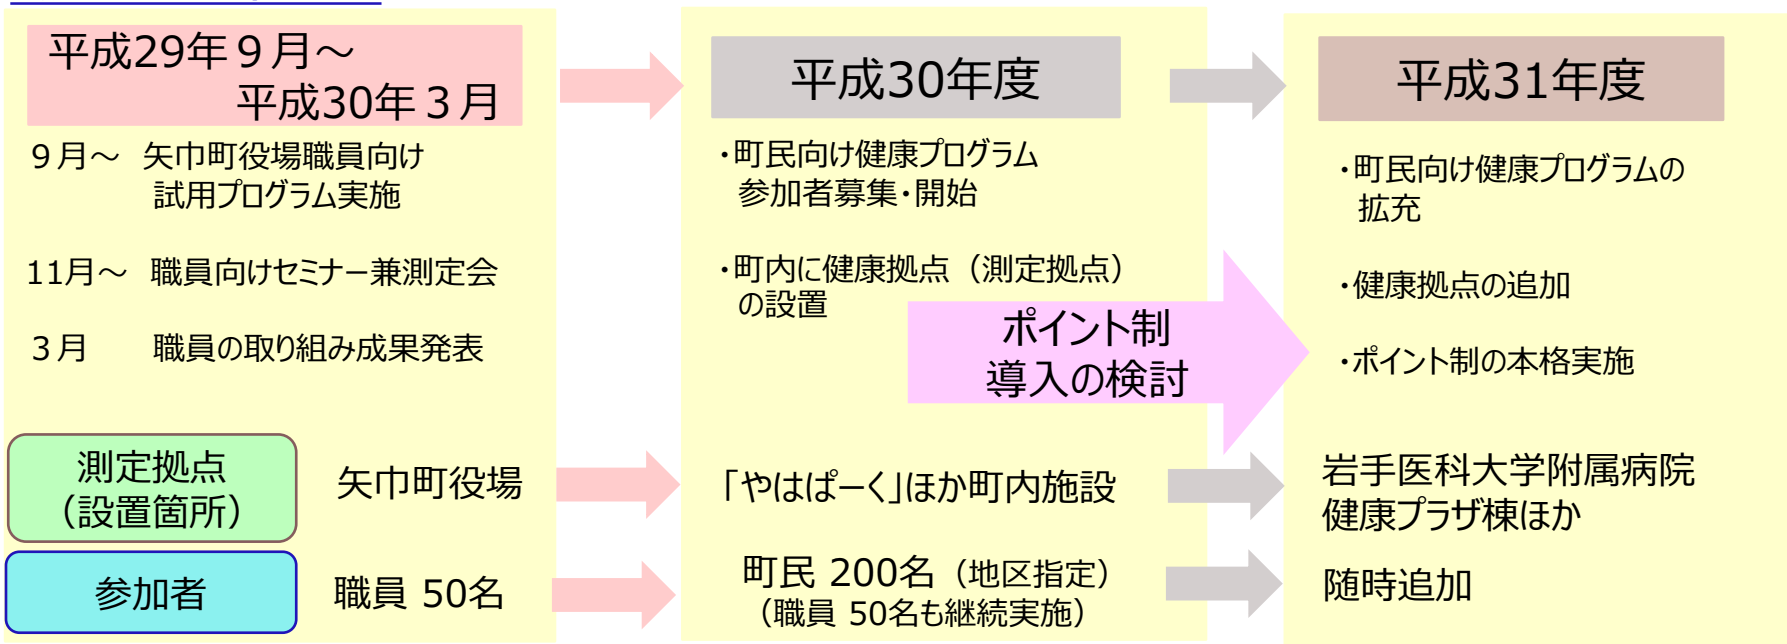 平成29年９月～
平成30年３月
９月～　矢巾町役場職員向け
試用プログラム実施
11月～　職員向けセミナー兼測定会
３月　　職員の取り組み成果発表
平成30年度
・町民向け健康プログラム
参加者募集・開始
・町内に健康拠点（測定拠点）
の設置
ポイント制
導入の検討
平成31年度
・町民向け健康プログラムの
拡充
・健康拠点の追加
・ポイント制の本格実施
測定拠点
（設置箇所）
矢巾町役場
「やはぱーく」ほか町内施設
岩手医科大学附属病院
健康プラザ棟ほか
参加者
職員 50名
町民 200名（地区指定）
（職員 50名も継続実施）
随時追加